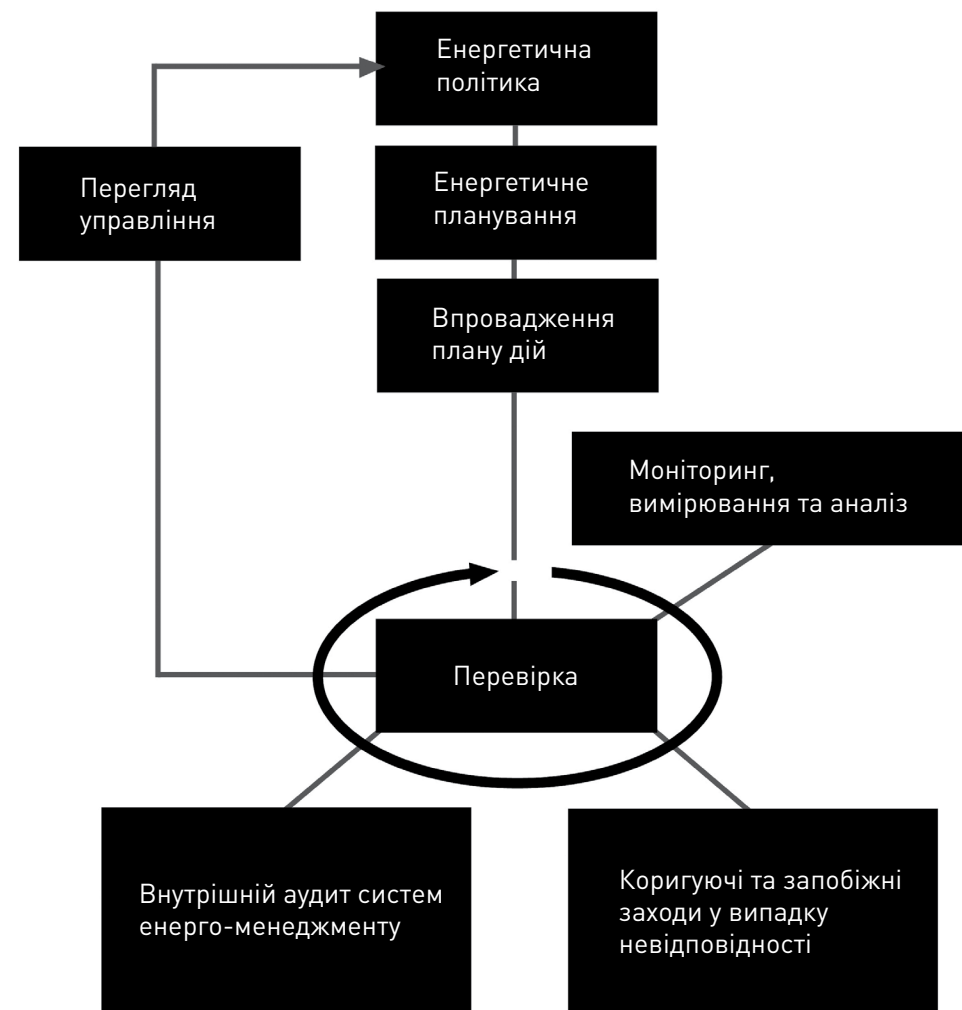 Енергетична
політика
Перегляд
управління
Енергетичне
планування
Впровадження
плану дій
Моніторинг,
вимірювання та аналіз
Перевірка
Внутрішній аудит систем
енерго-менеджменту
Коригуючі та запобіжні
заходи у випадку
невідповідності